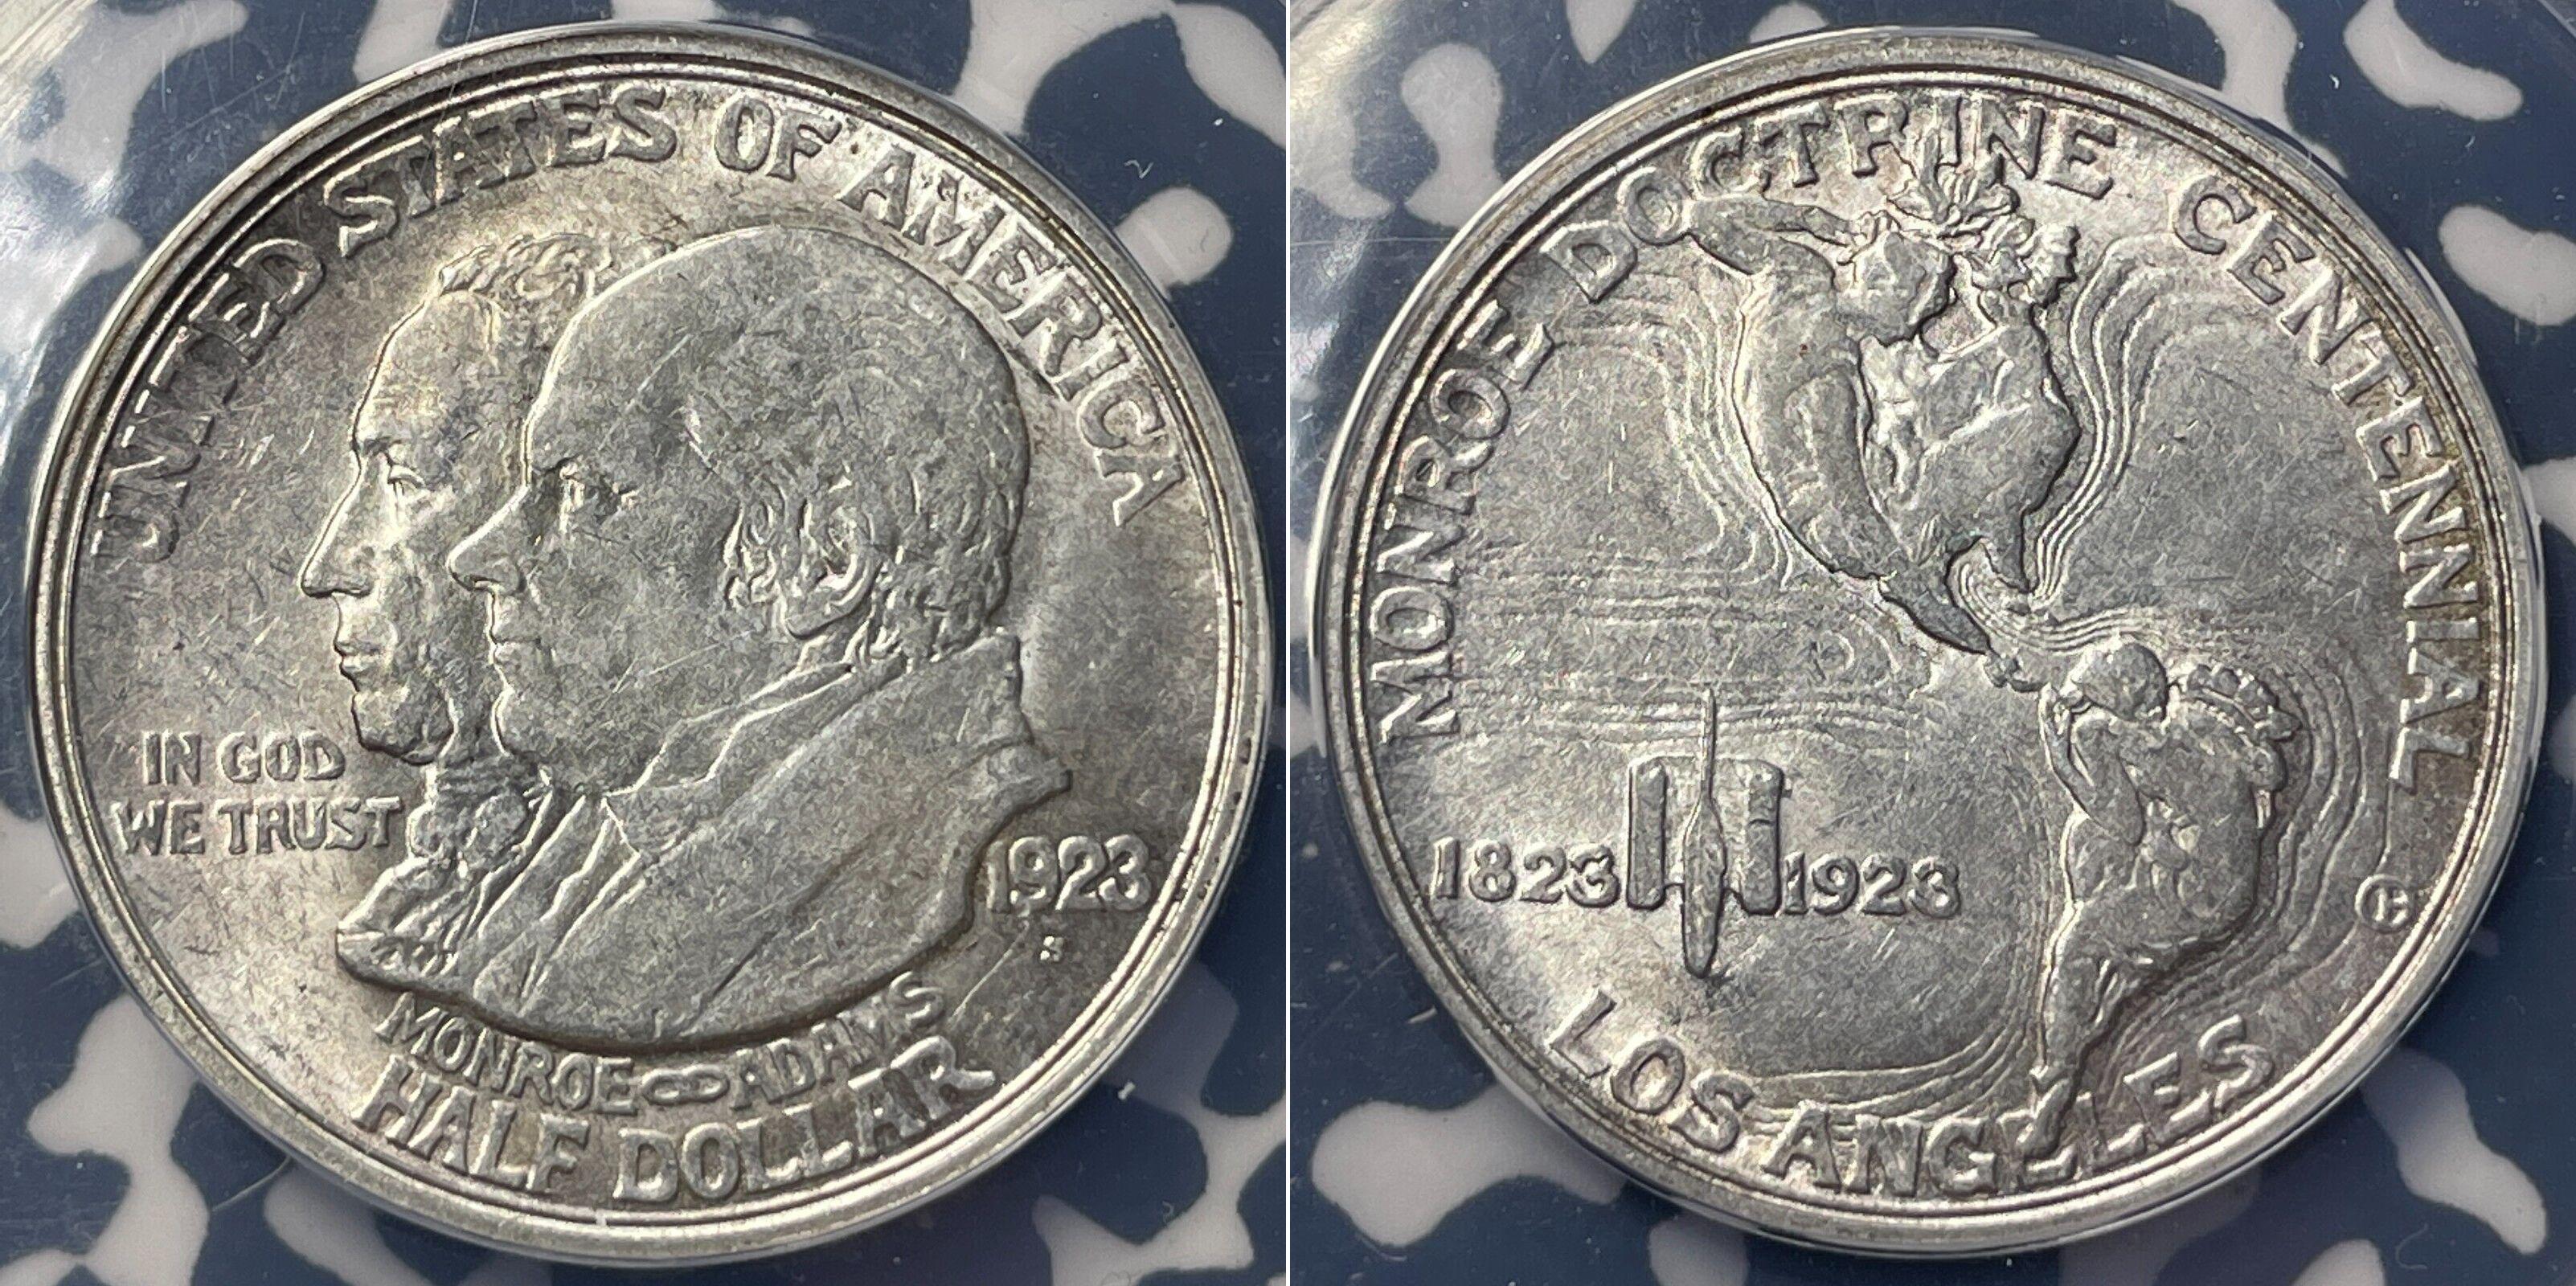 UNITED STATES OF AMERICA
IN GOD
WE TRUST
1923
S
MONROE ADAMS
HALF DOLLAR
MONROE DOCTRINE CENTENNIAL
1823 1923
LOS ANGELES